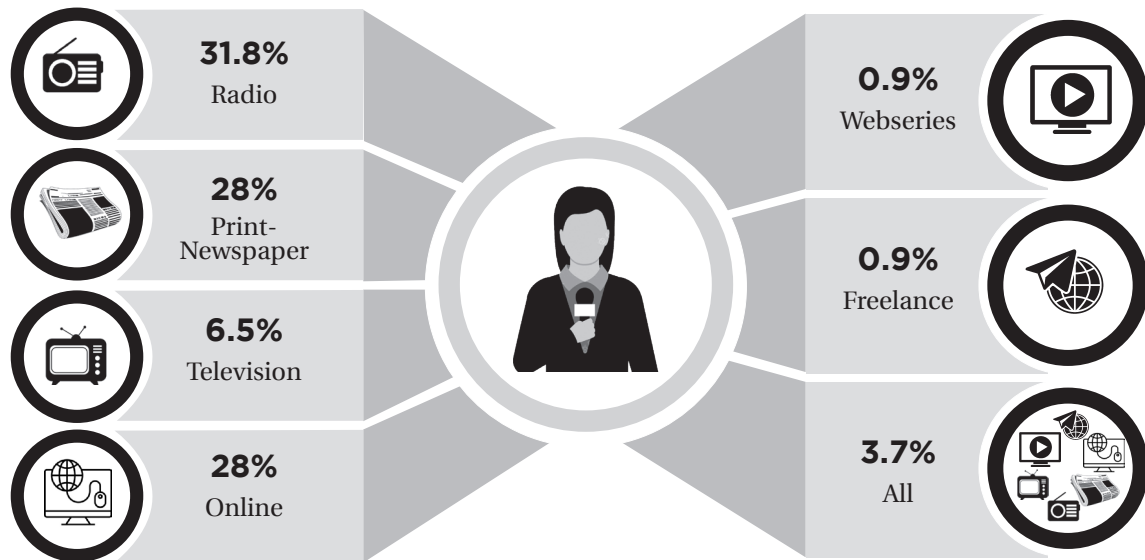 31.8%
Radio
28%
Print-
Newspaper
6.5%
Television
28%
Online
0.9%
Webseries
0.9%
Freelance
3.7%
All